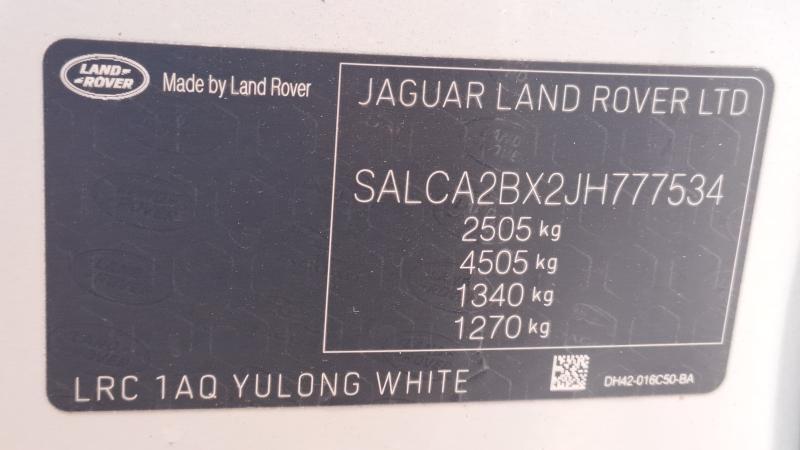 LAND ROVER
Made by Land Rover
JAGUAR LAND ROVER LTD
SALCA2BX2JH777534
2505 kg
4505 kg
1340 kg
1270 kg
LRC 1AQ YULONG WHITE
DH42-016C50-BA